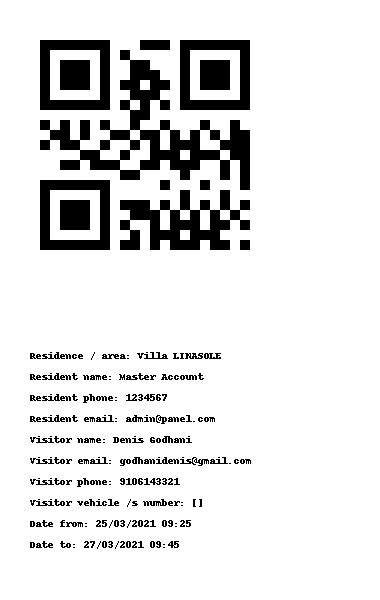 Residence / area: Villa LINASOLE
Resident name: Master Account
Resident phone: 1234567
Resident email: admin@panel.com
Visitor name: Denis Godhani
Visitor email: godhanidenis@gmail.com
Visitor phone: 9106143321
Visitor vehicle /s number: []
Date from: 25/03/2021 09:25
Date to: 27/03/2021 09:45